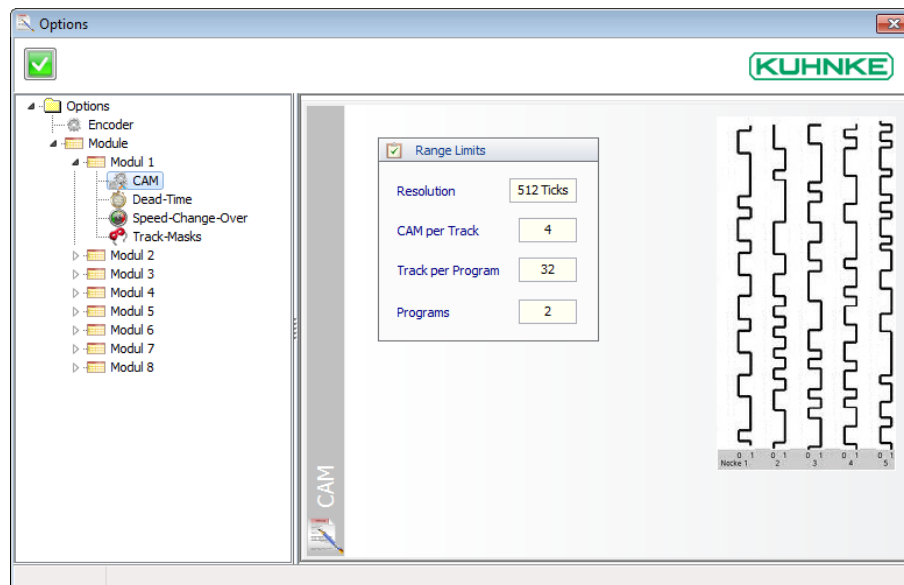 Options
KUHNKE
Options
Encoder
Module
Modul 1
CAM
Dead-Time
Speed-Change-Over
Track-Masks
Modul 2
Modul 3
Modul 4
Modul 5
Modul 6
Modul 7
Modul 8
CAM
Range Limits
Resolution 512 Ticks
CAM per Track 4
Track per Program 32
Programs 2
0 1 0 1 0 1 0 1 0 1
Nocke 1 2 3 4 5